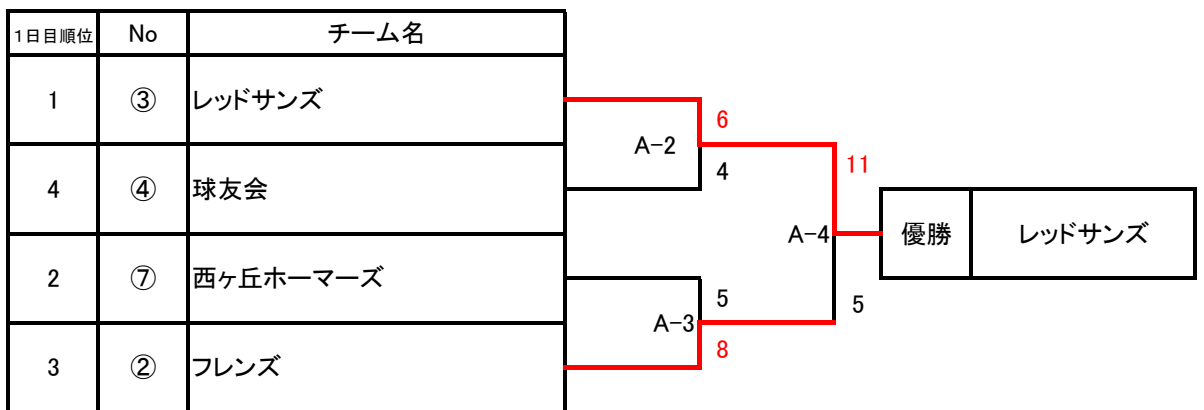 1日目順位 No チーム名
1 ③ レッドサンズ
6
A-2
4
11
4 ④ 球友会
A-4
優勝 レッドサンズ
2 ⑦ 西ヶ丘ホーマーズ
5
5
A-3
8
3 ② フレンズ